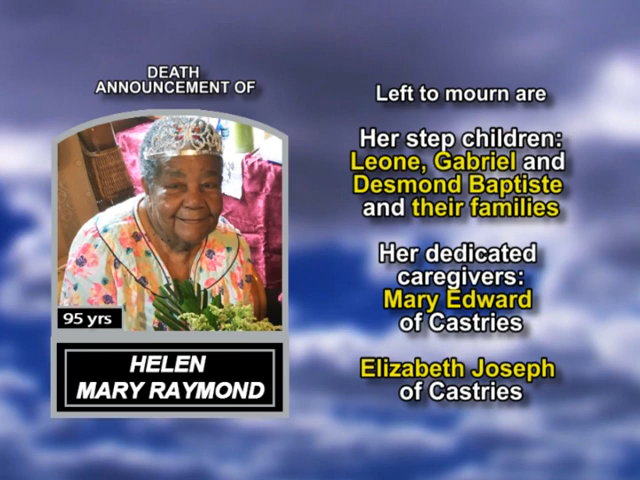 DEATH
ANNOUNCEMENT OF
95 yrs
HELEN
MARY RAYMOND
Left to mourn are
Her step children:
Leone, Gabriel and
Desmond Baptiste
and their families
Her dedicated
caregivers:
Mary Edward
of Castries
Elizabeth Joseph
of Castries